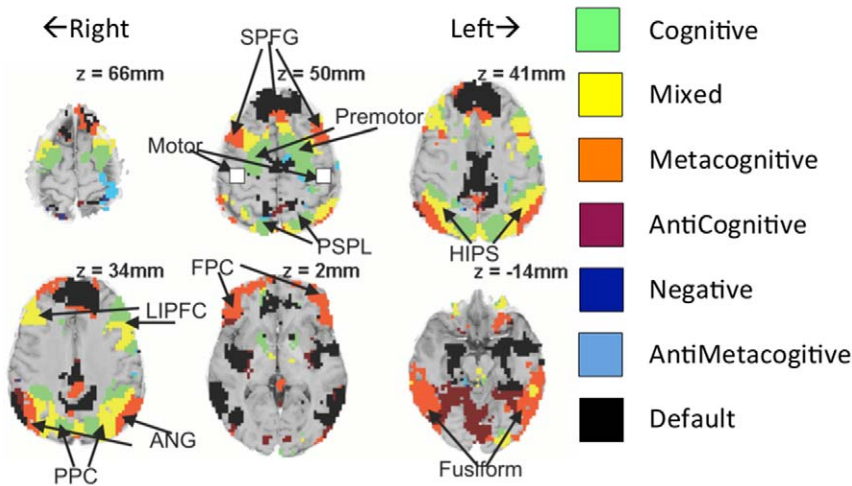 ←Right
SPFG
Left→
z = 66mm
z = 50mm
z = 41mm
Premotor
Motor
PSPL
HIPS
z = 34mm
FPC
z = 2mm
z = -14mm
LIPFC
ANG
PPC
Fusiform
Cognitive
Mixed
Metacognitive
AntiCognitive
Negative
AntiMetacogitive
Default